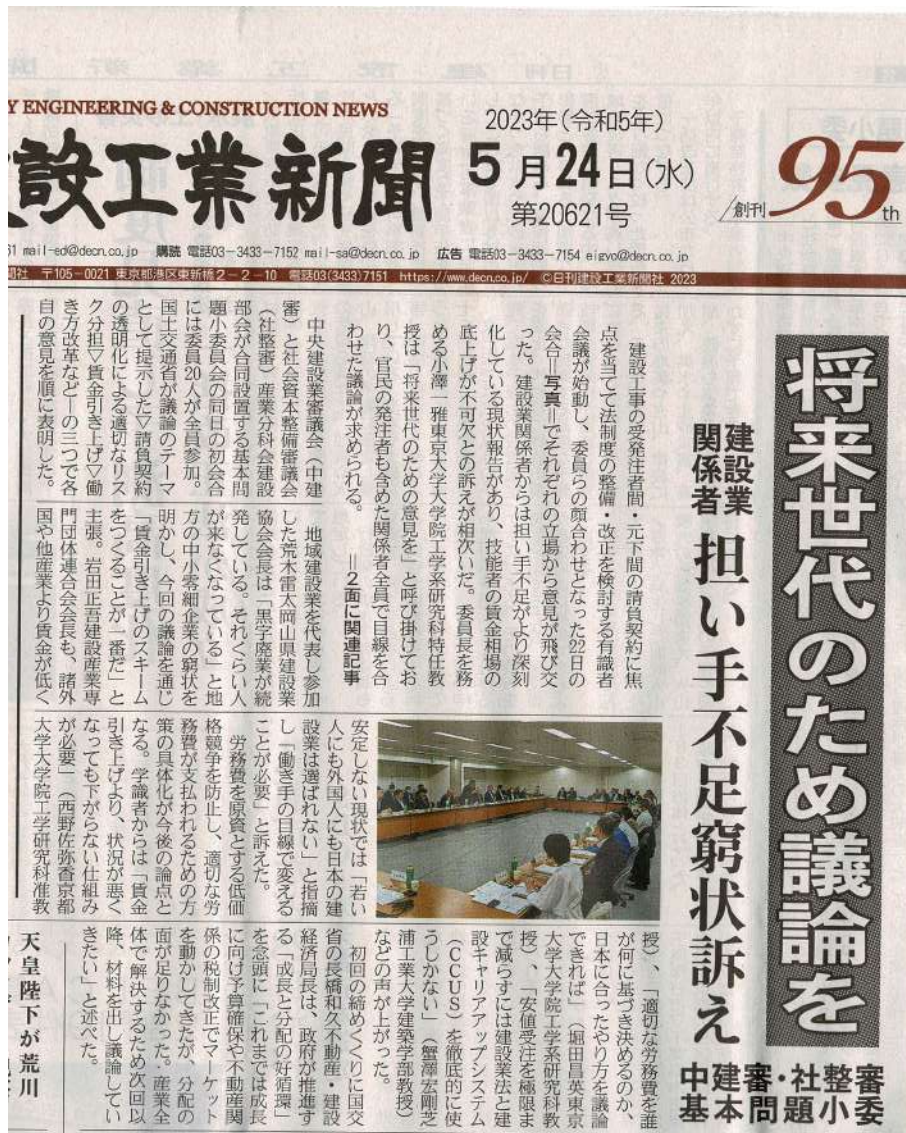 Y ENGINEERING & CONSTRUCTION NEWS
設工業新聞
2023年(令和5年)
5月24日(水)
第20621号
創刊95th
61 mail-ed@decn.co.jp 購読 電話03-3433-7152 mail-sa@decn.co.jp 広告 電話03-3433-7154 eigyo@decn.co.jp
聞社 〒105-0021 東京都港区東新橋2-2-10 電話03(3433)7151 https://www.decn.co.jp/ ©日刊建設工業新聞社 2023
将来世代のため議論を
建設業
関係者
担い手不足窮状訴え
中建審・社整審
基本問題小委
建設工事の受発注者間・元下間の請負契約に焦
点を当てて法制度の整備・改正を検討する有識者
会議が始動し、委員らの顔合わせとなった22日の
会合=写真=でそれぞれの立場から意見が飛び交
った。建設業関係者からは担い手不足がより深刻
化している現状報告があり、技能者の賃金相場の
底上げが不可欠との訴えが相次いだ。委員長を務
める小澤一雅東京大学大学院工学系研究科特任教
授は「将来世代のための意見を」と呼び掛けてお
り、官民の発注者も含めた関係者全員で目線を合
わせた議論が求められる。 =2面に関連記事
中央建設業審議会(中建
審)と社会資本整備審議会
(社整審)産業分科会建設
部会が合同設置する基本問
題小委員会の同日の初会合
には委員20人が全員参加。
国土交通省が議論のテーマ
として提示した▽請負契約
の透明化による適切なリス
ク分担▽賃金引き上げ▽働
き方改革など―の三つで各
自の意見を順に表明した。
地域建設業を代表し参加
した荒木雷太岡山県建設業
協会会長は「黒字廃業が続
発している。それくらい人
が来なくなっている」と地
方の中小零細企業の窮状を
明かし、今回の議論を通じ
「賃金引き上げのスキーム
をつくることが一番だ」と
主張。岩田正吾建設産業専
門団体連合会会長も、諸外
国や他産業より賃金が低く
安定しない現状では「若い
人にも外国人にも日本の建
設業は選ばれない」と指摘
し「働き手の目線で変える
ことが必要」と訴えた。
労務費を原資とする低価
格競争を防止し、適切な労
務費が支払われるための方
策の具体化が今後の論点と
なる。学識者からは「賃金
引き上げより、状況が悪く
なっても下がらない仕組み
が必要」(西野佐弥香京都
大学大学院工学研究科准教
授)、「適切な労務費を誰
が何に基づき決めるのか、
日本に合ったやり方を議論
できれば」(堀田昌英東京
大学大学院工学系研究科教
授)、「安値受注を極限ま
で減らすには建設業法と建
設キャリアアップシステム
(CCUS)を徹底的に使
うしかない」(蟹澤宏剛芝
浦工業大学建築学部教授)
などの声が上がった。
初回の締めくくりに国交
省の長橋和久不動産・建設
経済局長は、政府が推進す
る「成長と分配の好循環」
を念頭に「これまでは成長
に向け予算確保や不動産関
係の税制改正でマーケット
を動かしてきたが、分配の
面が足りなかった。産業全
体で解決するため次回以
降、材料を出し議論してい
きたい」と述べた。
天皇陛下が荒川